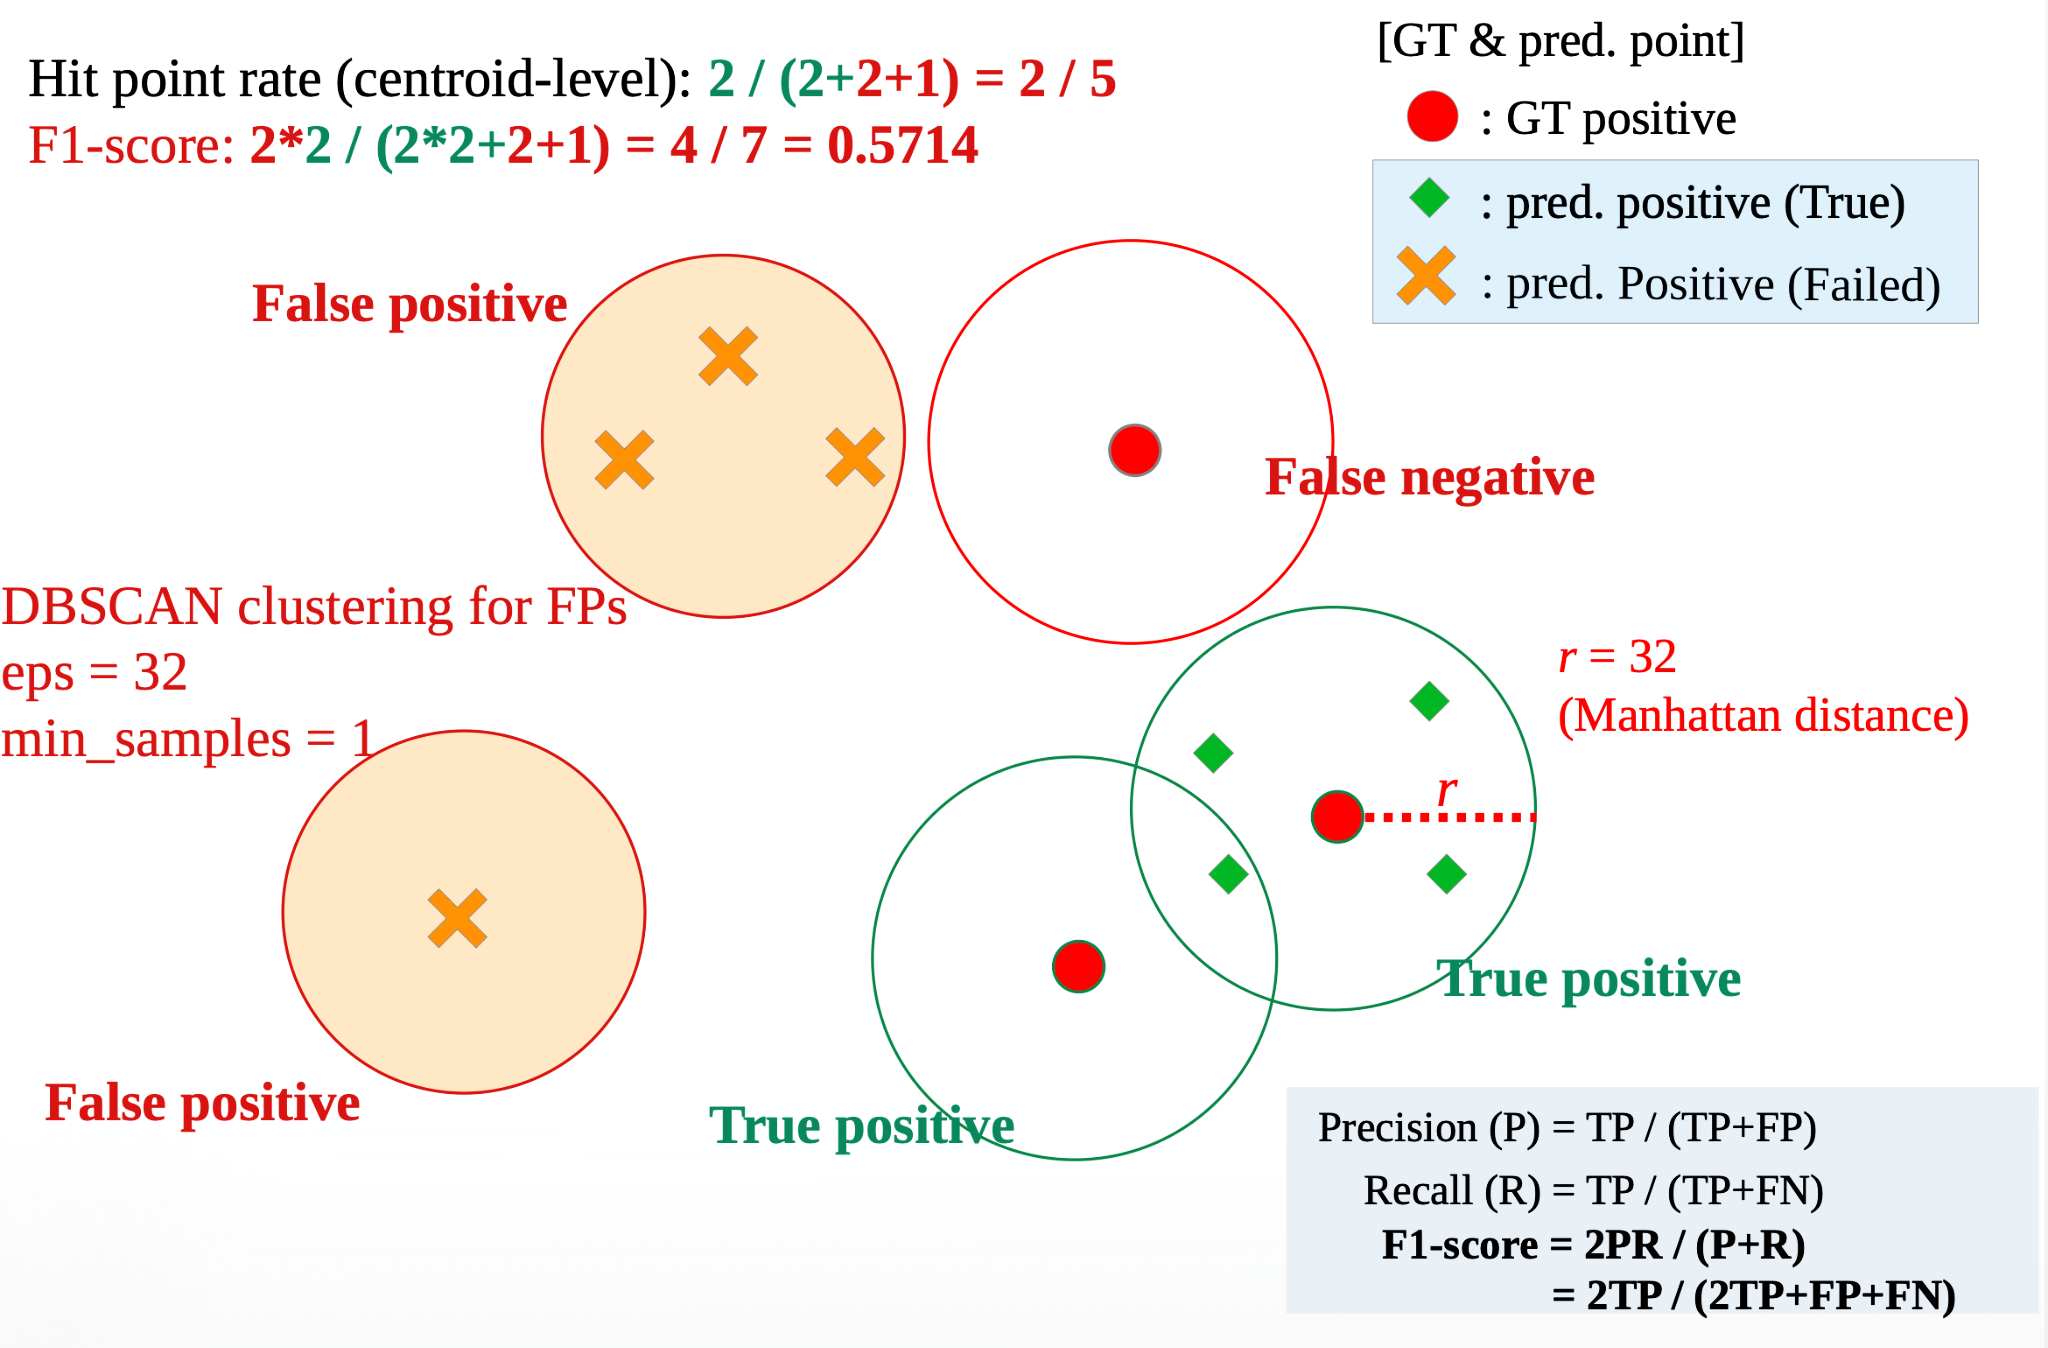 Hit point rate (centroid-level): 2 / (2+2+1) = 2 / 5
F1-score: 2*2 / (2*2+2+1) = 4 / 7 = 0.5714
[GT & pred. point]
: GT positive
: pred. positive (True)
: pred. Positive (Failed)
False positive
False negative
DBSCAN clustering for FPs
eps = 32
min_samples = 1
r = 32
(Manhattan distance)
r
True positive
False positive
True positive
Precision (P) = TP / (TP+FP)
Recall (R) = TP / (TP+FN)
F1-score = 2PR / (P+R)
= 2TP / (2TP+FP+FN)